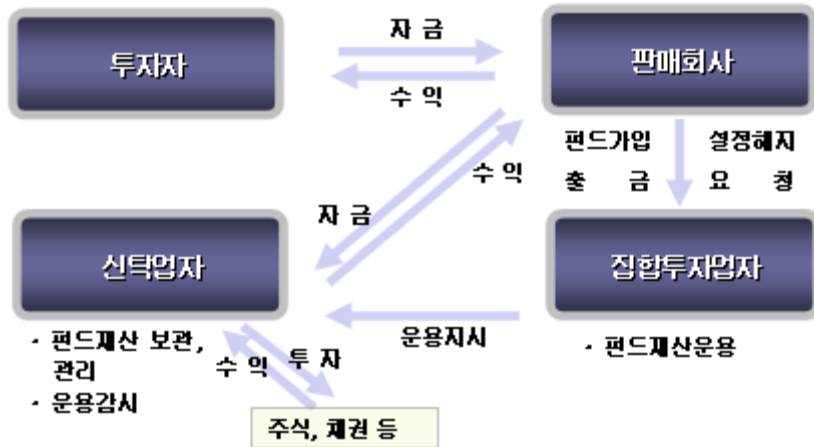 자 금
투자자
판매회사
수 익
펀드가입 설정해지
출 금 요 청
수 익
자 금
신탁업자
집합투자업자
운용지시
· 펀드재산 보관,
관리
· 운용감시
수 익
투 자
· 펀드재산운용
주식, 채권 등